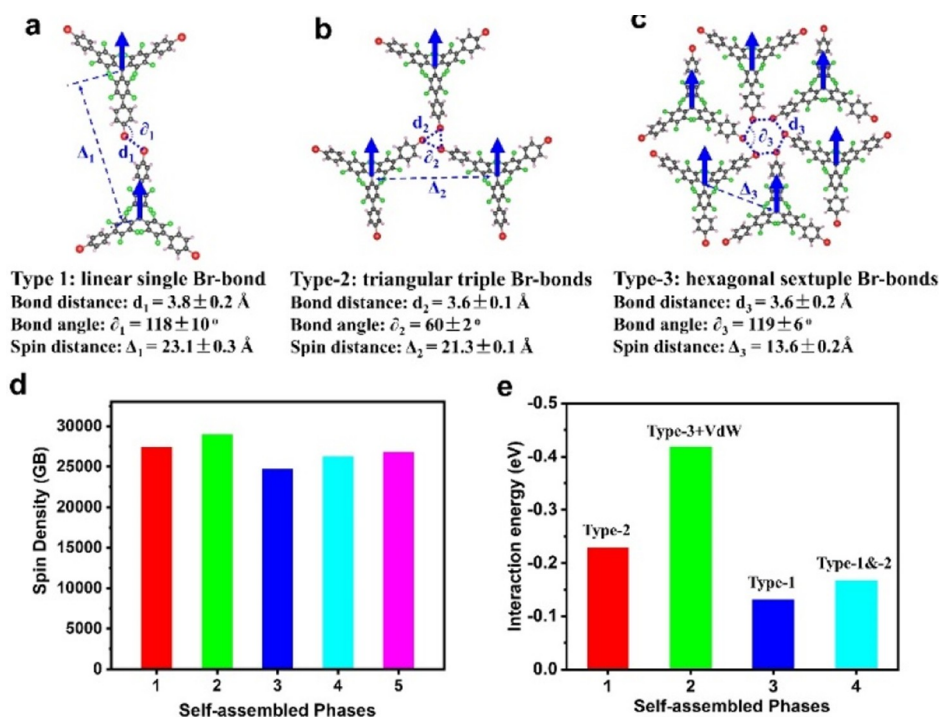 a
b
c
∂1
d1
Δ1
d2
∂2
Δ2
∂3
d3
Δ3
Type 1: linear single Br-bond
Bond distance: d1 = 3.8±0.2 Å
Bond angle: ∂1 = 118±10°
Spin distance: Δ1 = 23.1±0.3 Å
Type-2: triangular triple Br-bonds
Bond distance: d2 = 3.6±0.1 Å
Bond angle: ∂2 = 60±2°
Spin distance: Δ2 = 21.3±0.1 Å
Type-3: hexagonal sextuple Br-bonds
Bond distance: d3 = 3.6±0.2 Å
Bond angle: ∂3 = 119±6°
Spin distance: Δ3 = 13.6±0.2Å
d
Spin Density (GB)
30000
25000
20000
15000
10000
5000
0
1 2 3 4 5
Self-assembled Phases
e
Interaction energy (eV)
-0.5
-0.4
-0.3
-0.2
-0.1
0.0
Type-2
Type-3+VdW
Type-1
Type-1&-2
1 2 3 4
Self-assembled Phases